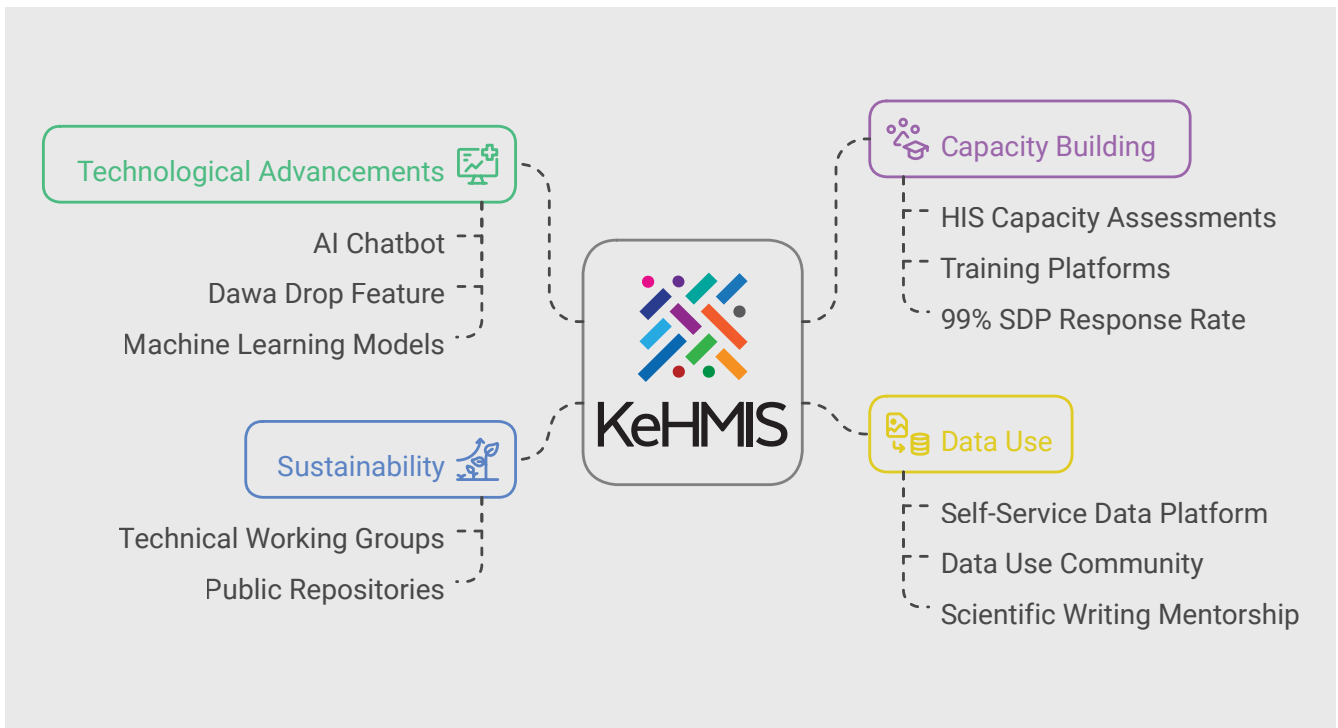 Technological Advancements
AI Chatbot
Dawa Drop Feature
Machine Learning Models
Sustainability
Technical Working Groups
Public Repositories
KeHMIS
Capacity Building
HIS Capacity Assessments
Training Platforms
99% SDP Response Rate
Data Use
Self-Service Data Platform
Data Use Community
Scientific Writing Mentorship